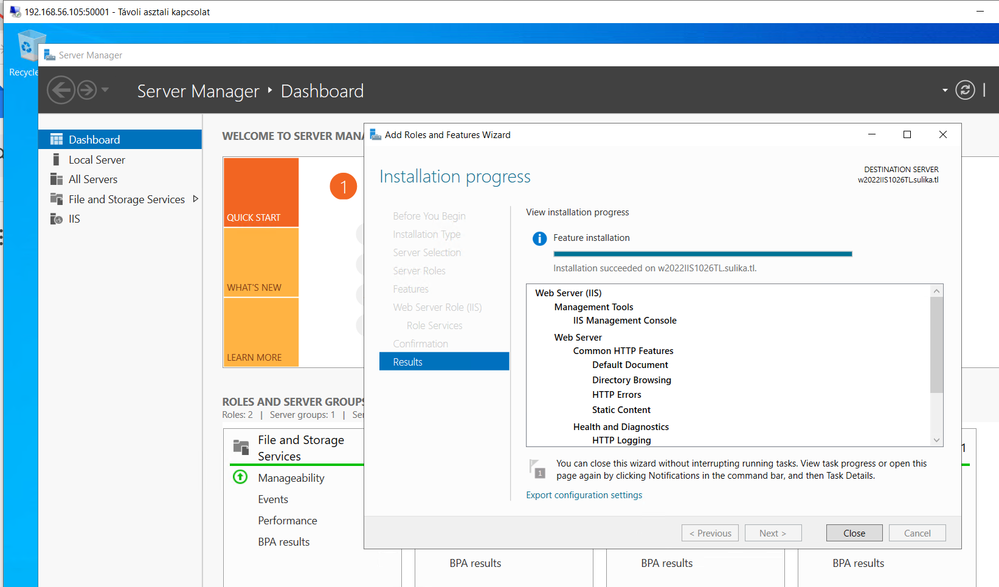 192.168.56.105:50001 - Távoli asztali kapcsolat
Recycle
Server Manager
Server Manager ‣ Dashboard
Dashboard
Local Server
All Servers
File and Storage Services
IIS
WELCOME TO SERVER MANA
QUICK START
1
WHAT'S NEW
LEARN MORE
ROLES AND SERVER GROUPS
Roles: 2 | Server groups: 1 | Ser
File and Storage
Services
Manageability
Events
Performance
BPA results
BPA results
BPA results
1
BPA results
Add Roles and Features Wizard
Installation progress
DESTINATION SERVER
w2022IIS1026TL.sulika.tl
Before You Begin
Installation Type
Server Selection
Server Roles
Features
Web Server Role (IIS)
Role Services
Confirmation
Results
View installation progress
Feature installation
Installation succeeded on w2022IIS1026TL.sulika.tl.
Web Server (IIS)
Management Tools
IIS Management Console
Web Server
Common HTTP Features
Default Document
Directory Browsing
HTTP Errors
Static Content
Health and Diagnostics
HTTP Logging
1
You can close this wizard without interrupting running tasks. View task progress or open this
page again by clicking Notifications in the command bar, and then Task Details.
Export configuration settings
< Previous
Next >
Close
Cancel